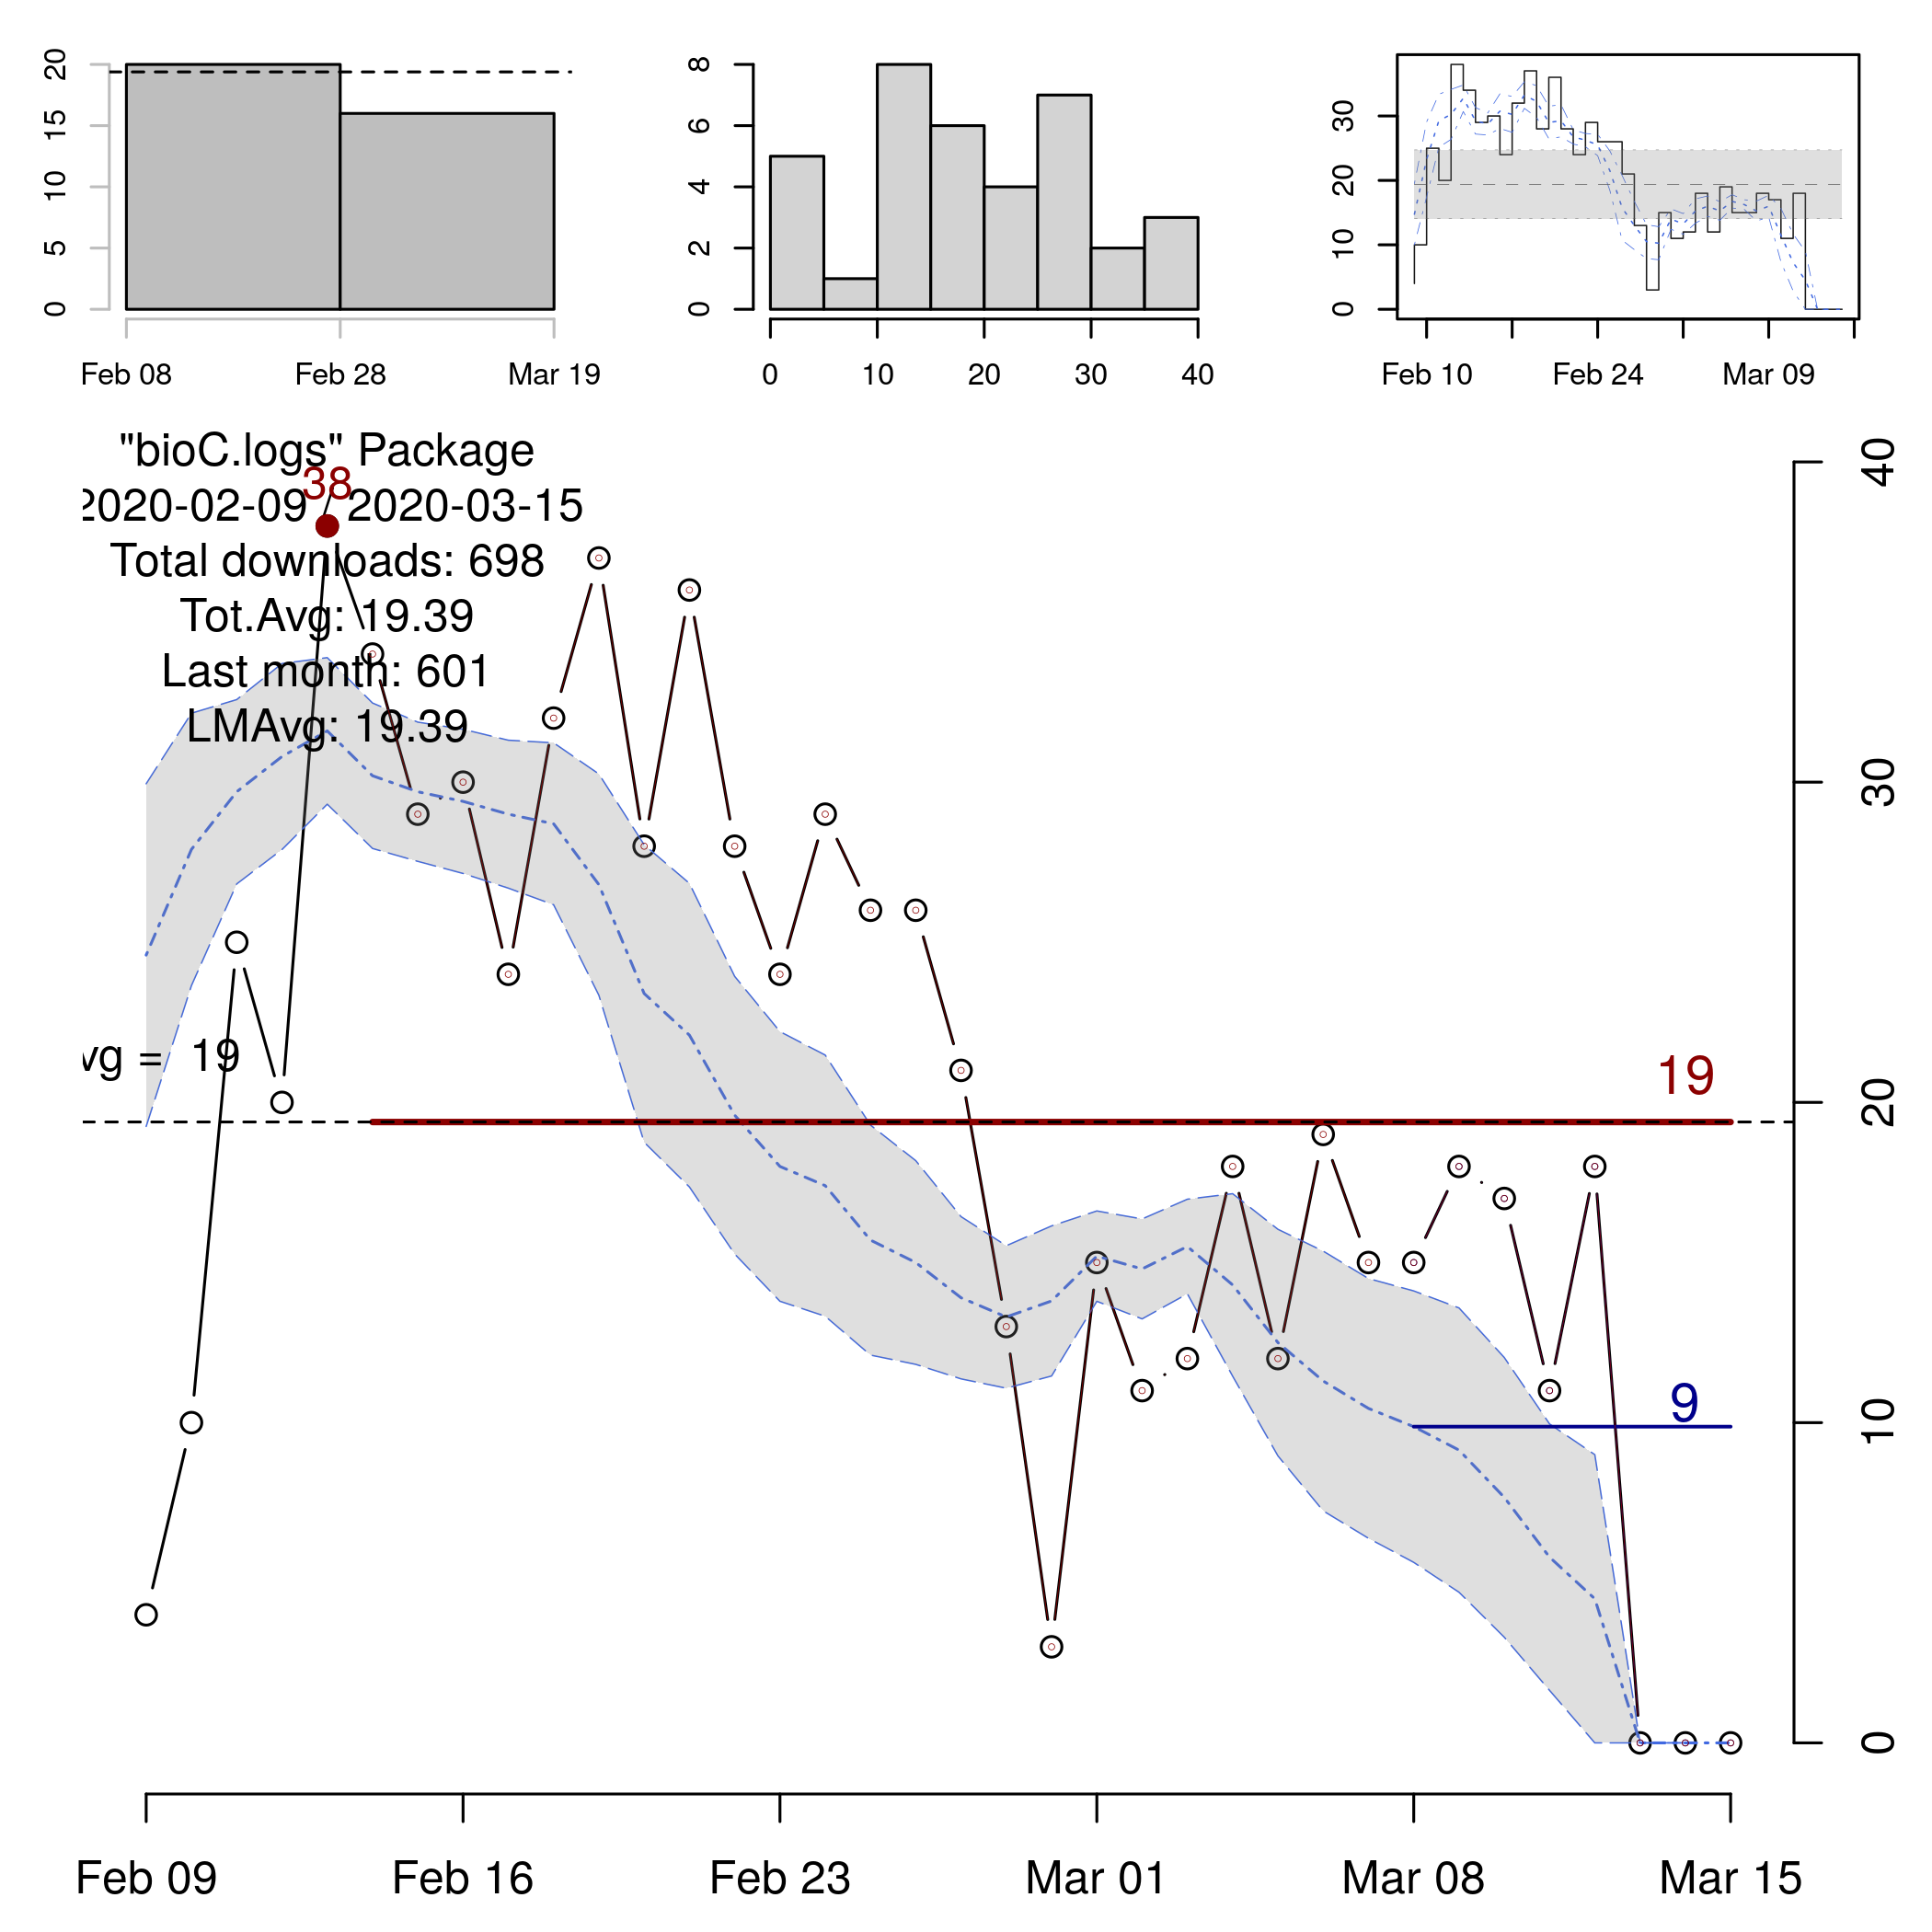 20
15
10
5
0
Feb 08 Feb 28 Mar 19
8
6
4
2
0
0 10 20 30 40
30
20
10
0
Feb 10 Feb 24 Mar 09
"bioC.logs" Package
38
2020-02-09 2020-03-15
Total downloads: 698
Tot.Avg: 19.39
Last month: 601
LMAvg: 19.39
vg = 19
19
9
40
30
20
10
0
Feb 09 Feb 16 Feb 23 Mar 01 Mar 08 Mar 15